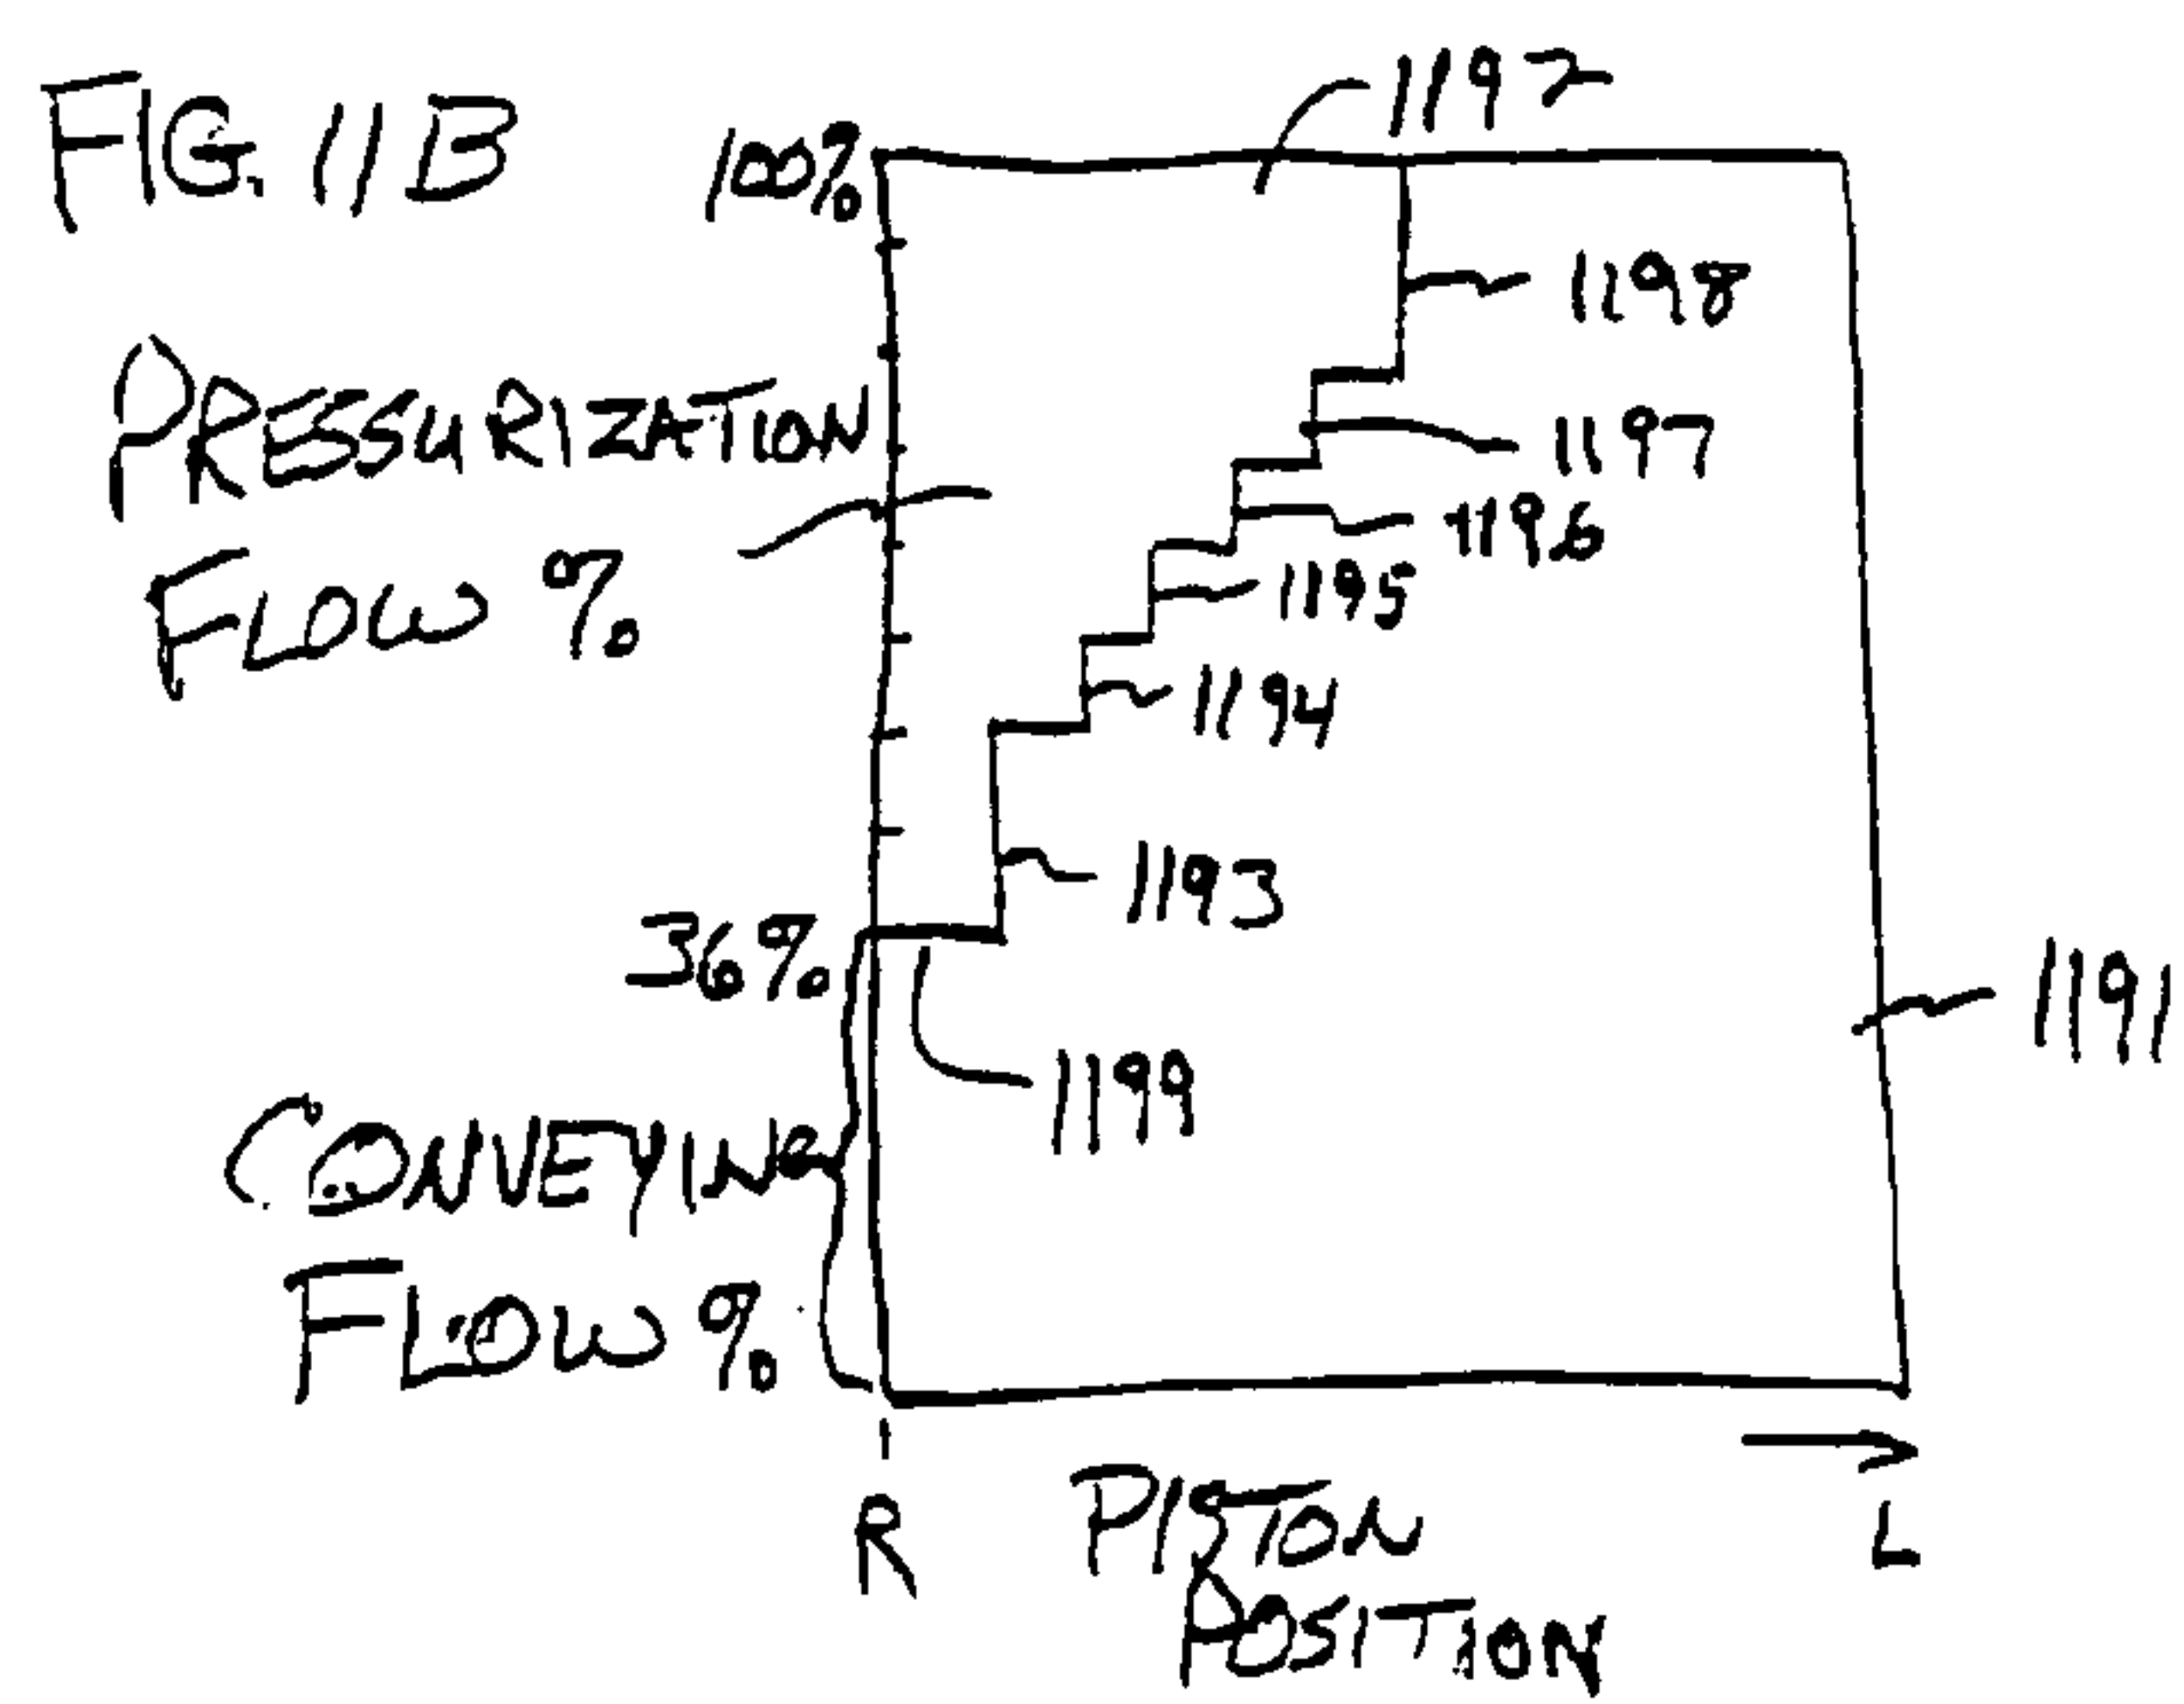 FIG. 11B
1192
100%
1198
PRESSURIZATION
FLOW %
1197
1196
1195
1194
1193
36%
1191
1199
CONVEYING
FLOW %
R
PISTON
POSITION
L